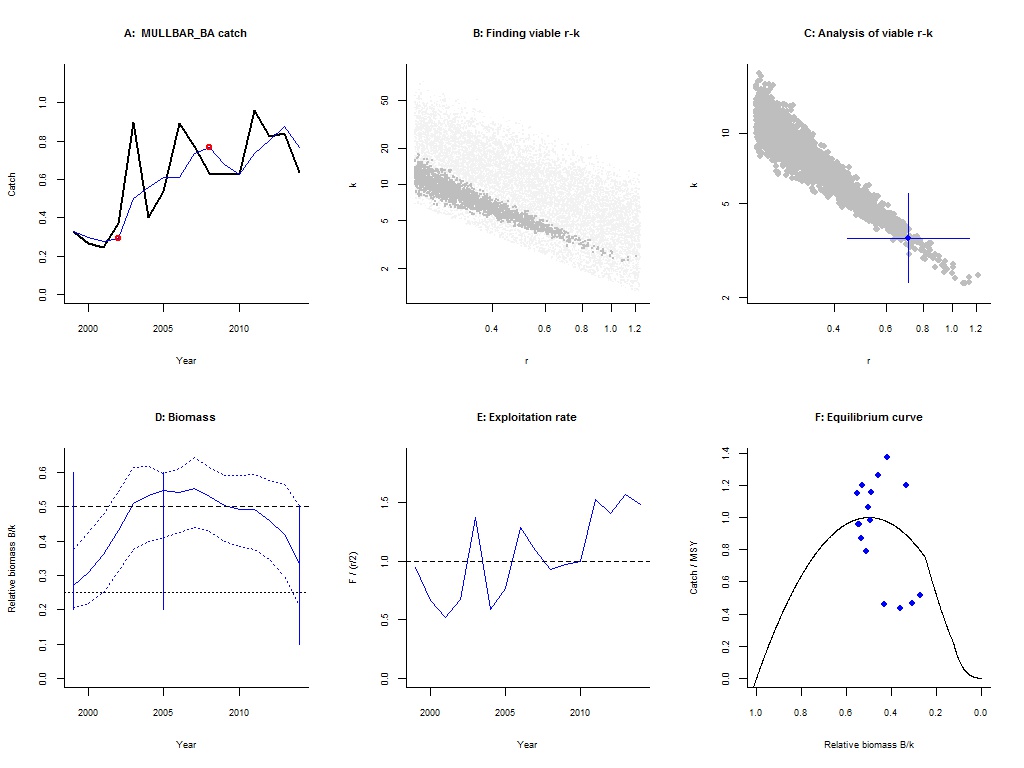 A: MULLBAR_BA catch
B: Finding viable r-k
C: Analysis of viable r-k
Catch
0.0 0.2 0.4 0.6 0.8 1.0
2000 2005 2010
Year
k
2 5 10 20 50
0.4 0.6 0.8 1.0 1.2
r
k
2 5 10
0.4 0.6 0.8 1.0 1.2
r
D: Biomass
E: Exploitation rate
F: Equilibrium curve
Relative biomass B/k
0.0 0.1 0.2 0.3 0.4 0.5 0.6
2000 2005 2010
Year
F / (r/2)
0.0 0.5 1.0 1.5
2000 2005 2010
Year
Catch / MSY
0.0 0.2 0.4 0.6 0.8 1.0 1.2 1.4
1.0 0.8 0.6 0.4 0.2 0.0
Relative biomass B/k